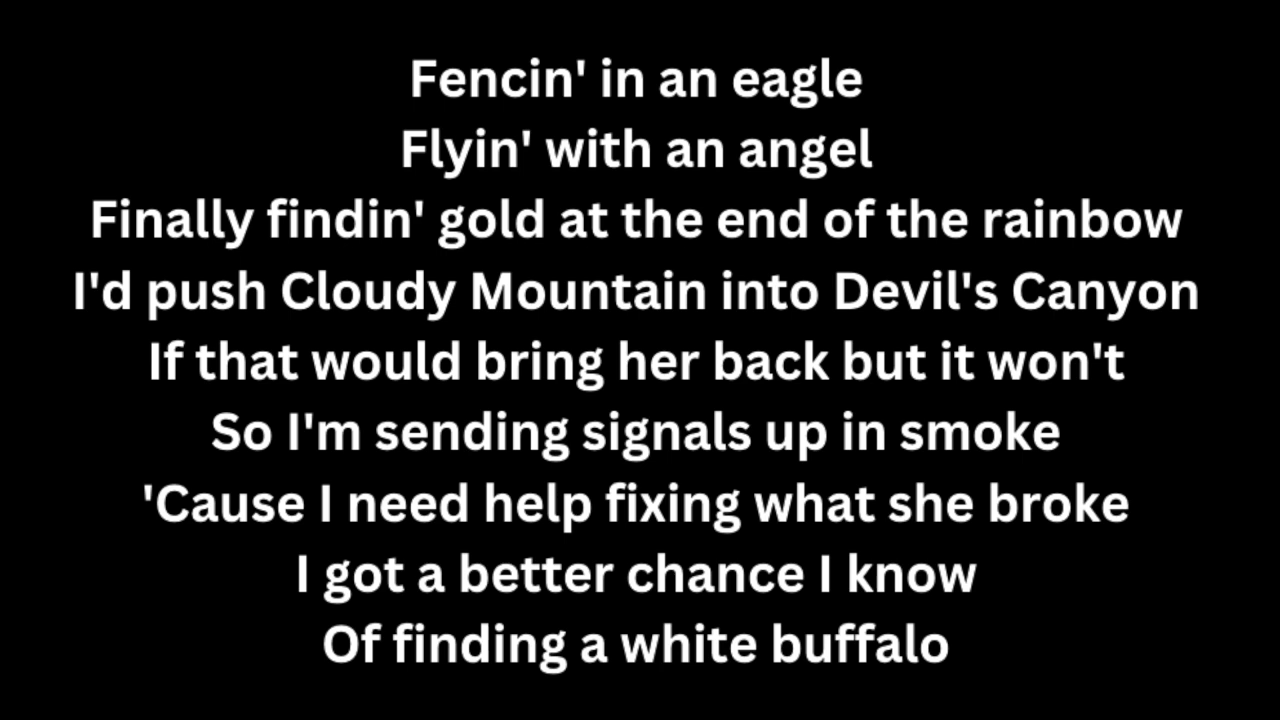 Fencin' in an eagle
Flyin' with an angel
Finally findin' gold at the end of the rainbow
I'd push Cloudy Mountain into Devil's Canyon
If that would bring her back but it won't
So I'm sending signals up in smoke
'Cause I need help fixing what she broke
I got a better chance I know
Of finding a white buffalo